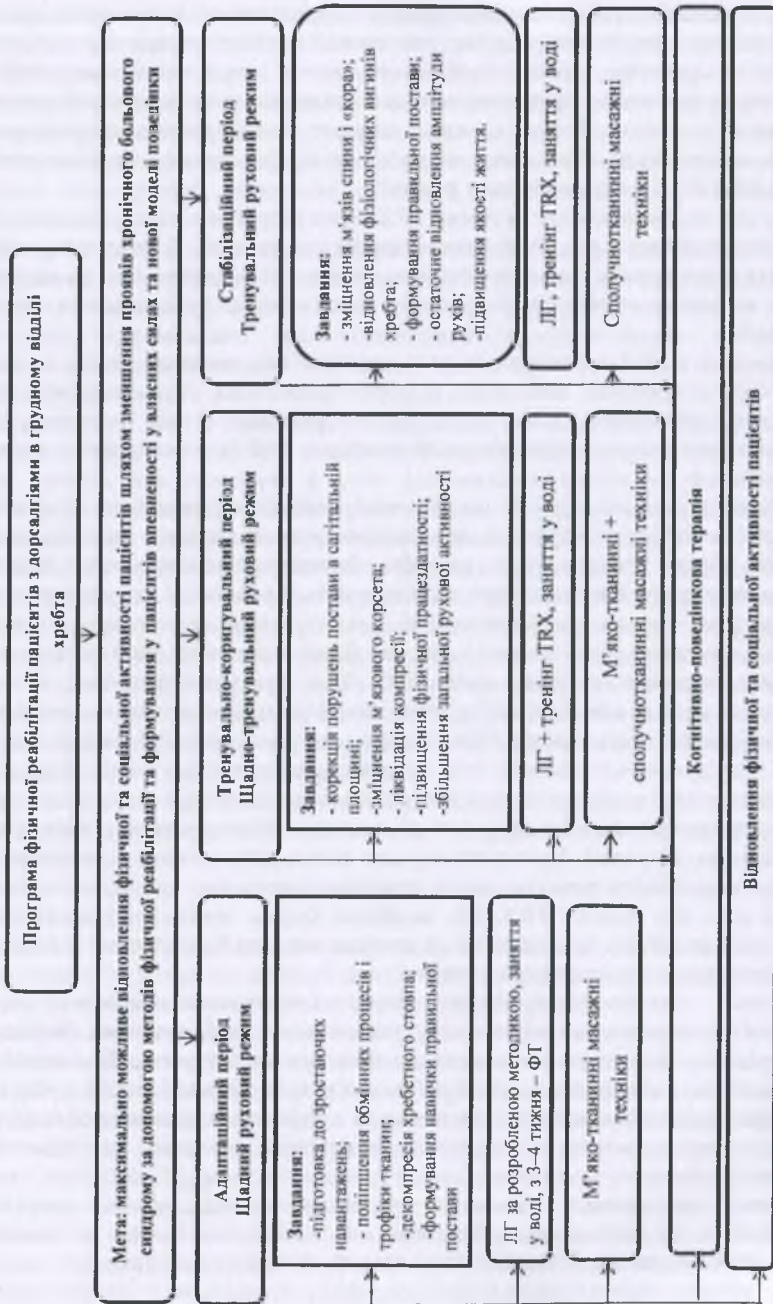 Програма фізичної реабілітації пацієнтів з дорсалгіями в грудному відділі
хребта
Мета: максимально можливе відновлення фізичної та соціальної активності пацієнтів шляхом зменшення проявів хронічного больового
синдрому за допомогою методів фізичної реабілітації та формування у пацієнтів впевненості у власних силах та нової моделі поведінки
Адаптаційний період
Щадний руховий режим
Завдання:
-підготовка до зростаючих
навантажень;
- поліпшення обмінних процесів і
трофіки тканин;
-декомпресія хребетного стовпа;
-формування навички правильної
постави
ЛГ за розробленою методикою, заняття
у воді, з 3–4 тижня – ФТ
М’яко-тканинні масажні
техніки
Тренувально-коригувальний період
Щадно-тренувальний руховий режим
Завдання:
- корекція порушень постави в сагітальній
площині;
- зміцнення м’язового корсета;
- ліквідація компресії;
-підвищення фізичної працездатності;
-збільшення загальної рухової активності
ЛГ + тренінг TRX, заняття у воді
М’яко-тканинні +
сполучнотканинні масажні техніки
Стабілізаційний період
Тренувальний руховий режим
Завдання:
- зміцнення м’язів спини і «кора»;
-відновлення фізіологічних вигинів
хребта;
- формування правильної постави;
-остаточне відновлення амплітуди
рухів;
-підвищення якості життя.
ЛГ, тренінг TRX, заняття у воді
Сполучнотканинні масажні
техніки
Когнітивно-поведінкова терапія
Відновлення фізичної та соціальної активності пацієнтів